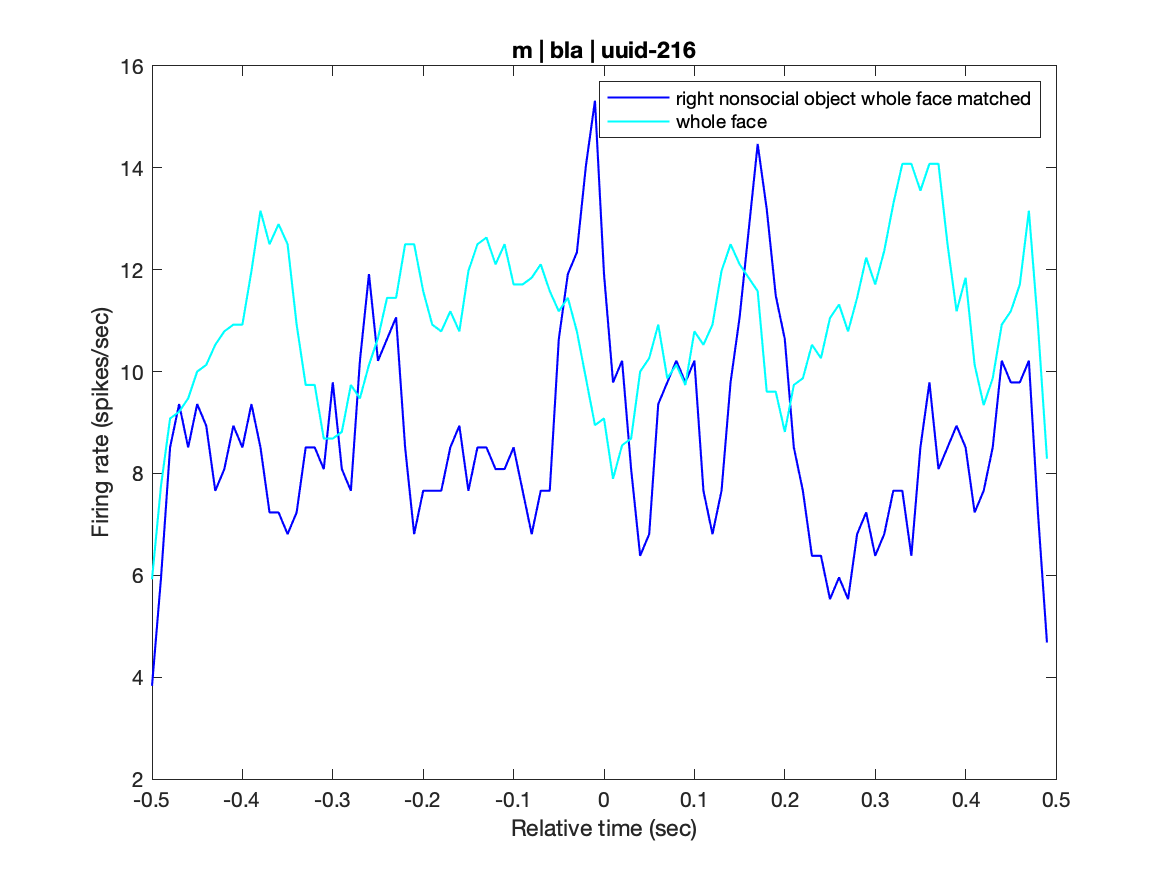 m | bla | uuid-216
right nonsocial object whole face matched
whole face
16
14
12
10
8
6
4
2
Firing rate (spikes/sec)
-0.5 -0.4 -0.3 -0.2 -0.1 0 0.1 0.2 0.3 0.4 0.5
Relative time (sec)